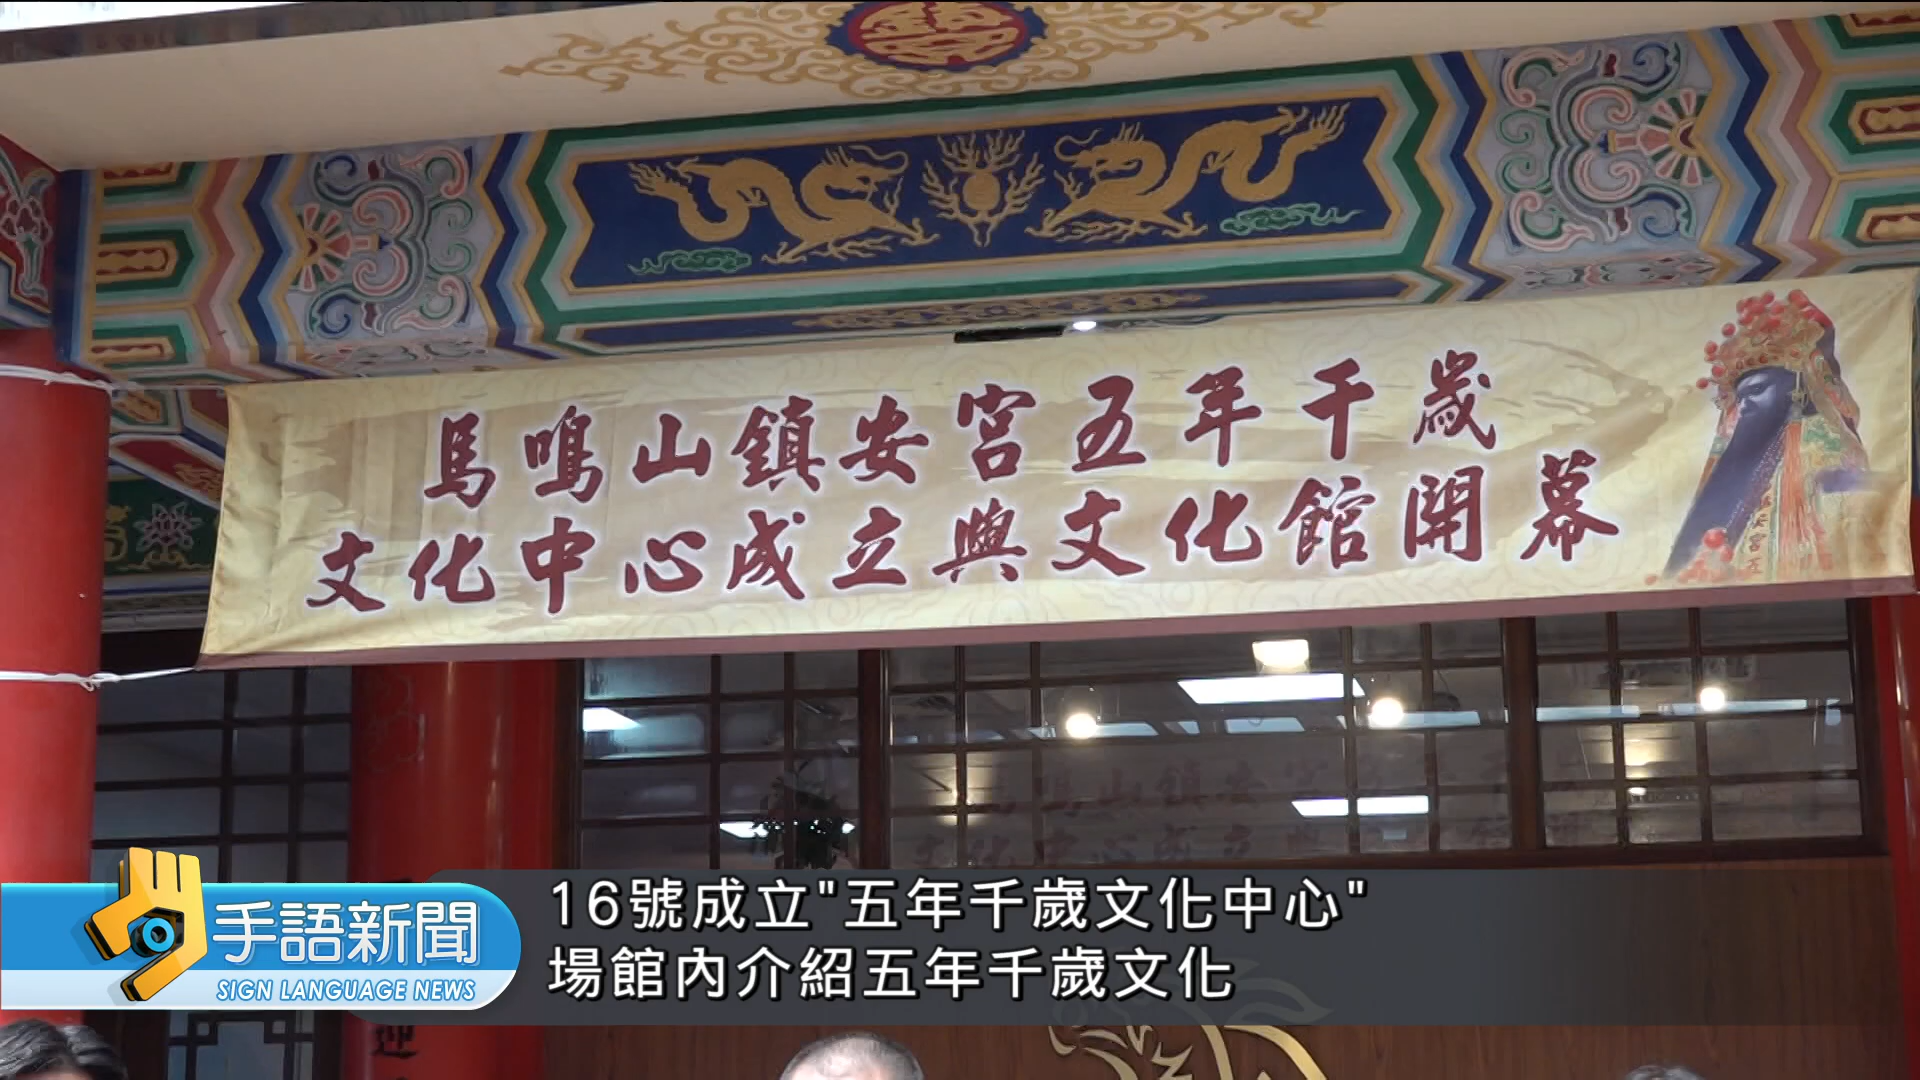 馬鳴山鎮安宮五年千歲
文化中心成立與文化館開幕
16號成立"五年千歲文化中心"
場館內介紹五年千歲文化
手語新聞
SIGN LANGUAGE NEWS
迎